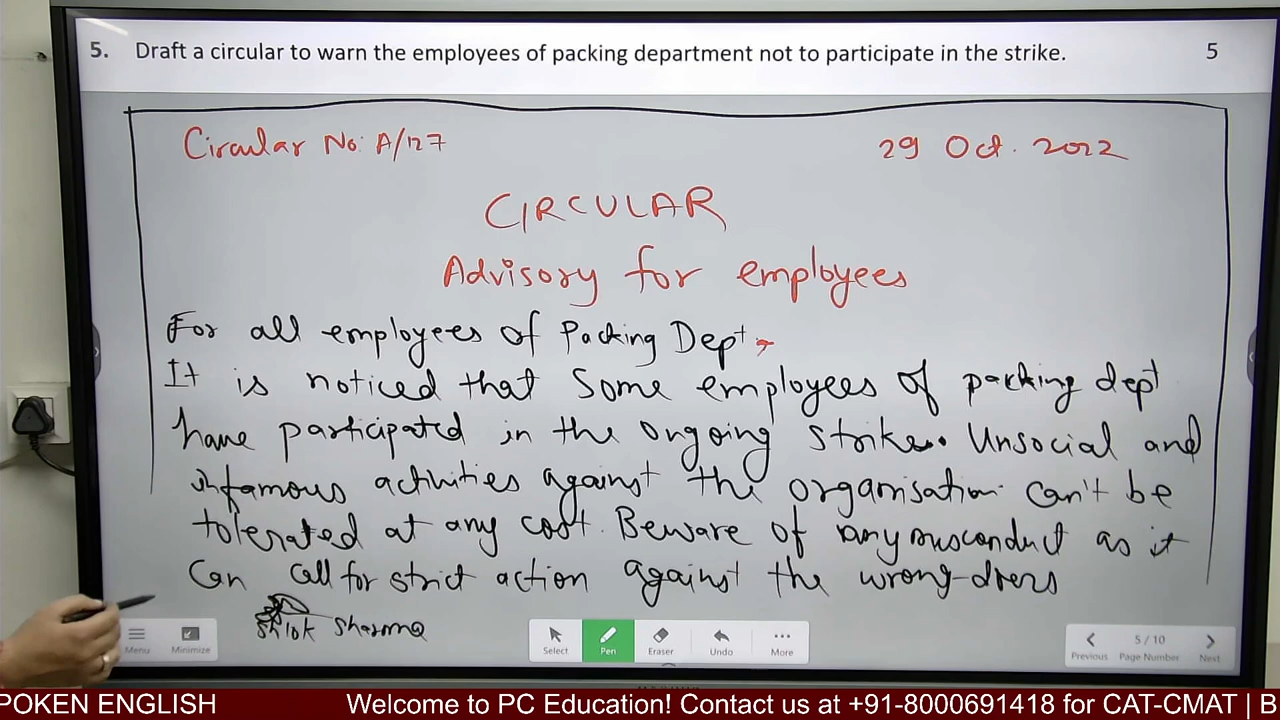 5. Draft a circular to warn the employees of packing department not to participate in the strike. 5
Circular No: A/127 29 Oct. 2022
CIRCULAR
Advisory for employees
For all employees of Packing Dept,
It is noticed that Some employees of packing dept
have participated in the ongoing strike. Unsocial and
infamous activities against the organisation can't be
tolerated at any cost. Beware of any misconduct as it
Can call for strict action against the wrong-doers
Shlok Sharma
Menu Minimize Select Pen Eraser Undo More Previous 5/10 Page Number Next
POKEN ENGLISH Welcome to PC Education! Contact us at +91-8000691418 for CAT-CMAT | B